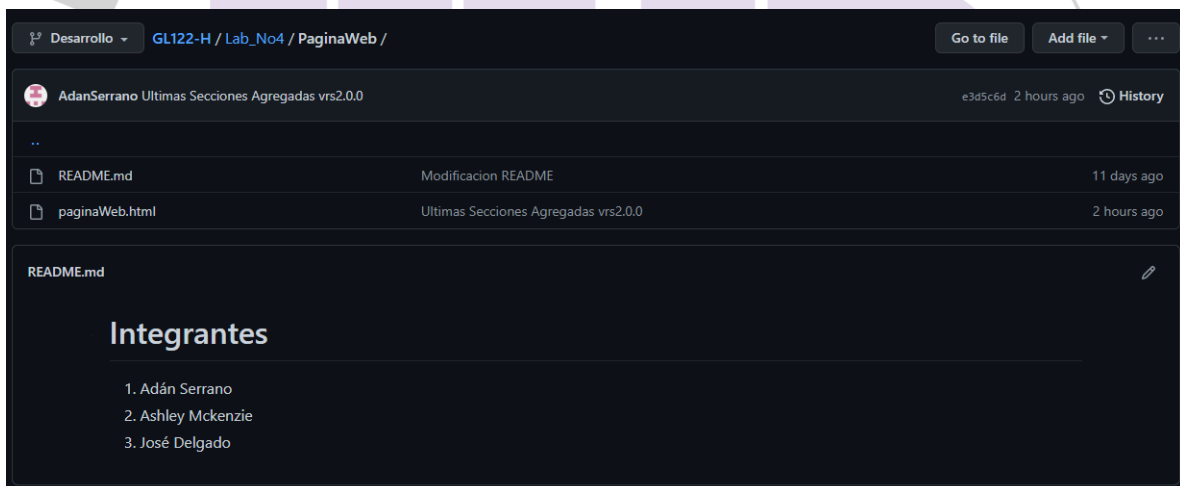 Desarrollo GL122-H / Lab_No4 / PaginaWeb / Go to file Add file ...
AdanSerrano Ultimas Secciones Agregadas vrs2.0.0 e3d5c6d 2 hours ago History
..
README.md Modificacion README 11 days ago
paginaWeb.html Ultimas Secciones Agregadas vrs2.0.0 2 hours ago
README.md
Integrantes
1. Adán Serrano
2. Ashley Mckenzie
3. José Delgado